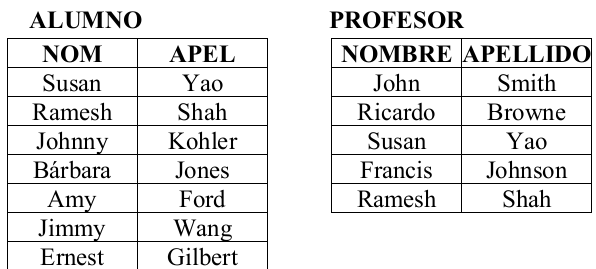 ALUMNO
NOM APEL
Susan Yao
Ramesh Shah
Johnny Kohler
Bárbara Jones
Amy Ford
Jimmy Wang
Ernest Gilbert
PROFESOR
NOMBRE APELLIDO
John Smith
Ricardo Browne
Susan Yao
Francis Johnson
Ramesh Shah